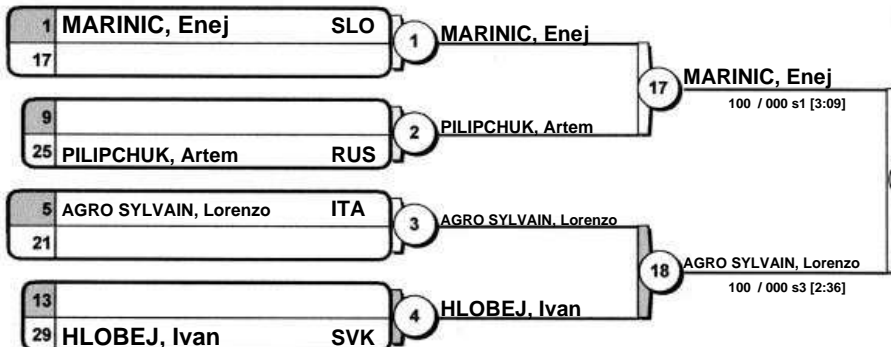 1 MARINIC, Enej SLO
17
1 MARINIC, Enej
9
25 PILIPCHUK, Artem RUS
2 PILIPCHUK, Artem
17 MARINIC, Enej
100 / 000 s1 [3:09]
5 AGRO SYLVAIN, Lorenzo ITA
21
3 AGRO SYLVAIN, Lorenzo
13
29 HLOBEJ, Ivan SVK
4 HLOBEJ, Ivan
18 AGRO SYLVAIN, Lorenzo
100 / 000 s3 [2:36]